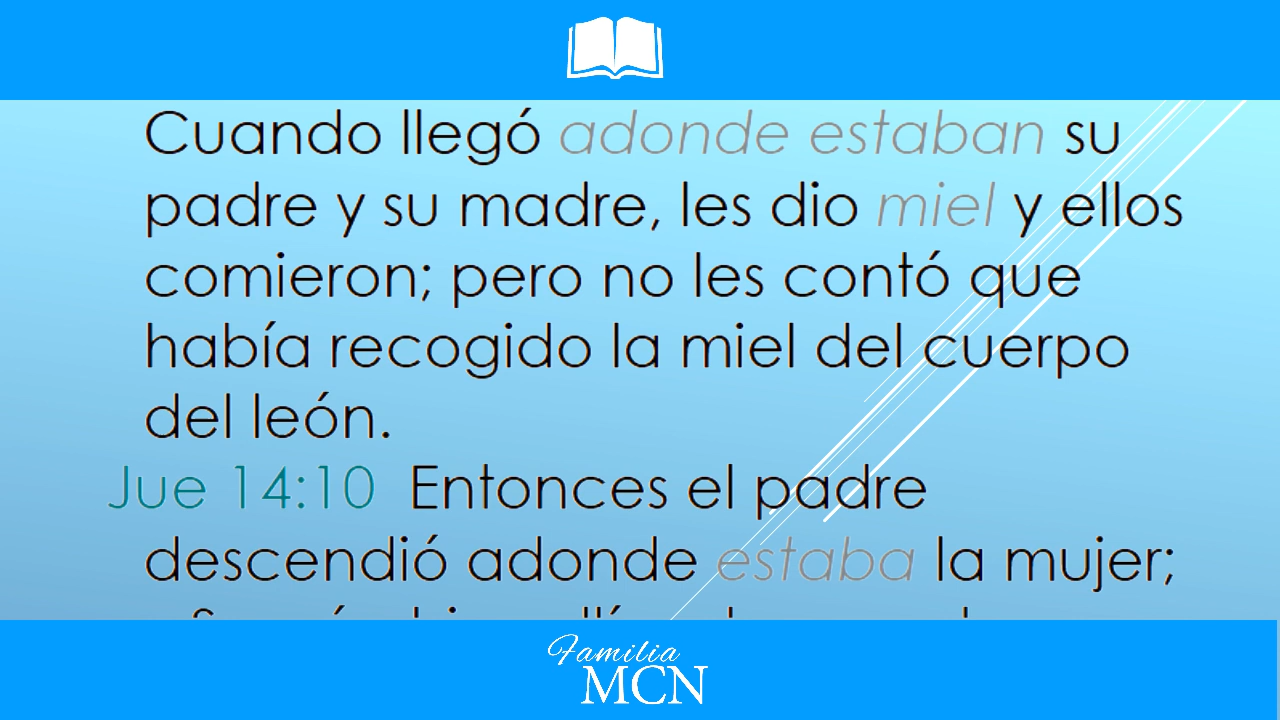 Cuando llegó adonde estaban su
padre y su madre, les dio miel y ellos
comieron; pero no les contó que
había recogido la miel del cuerpo
del león.
Jue 14:10 Entonces el padre
descendió adonde estaba la mujer;
Familia
MCN